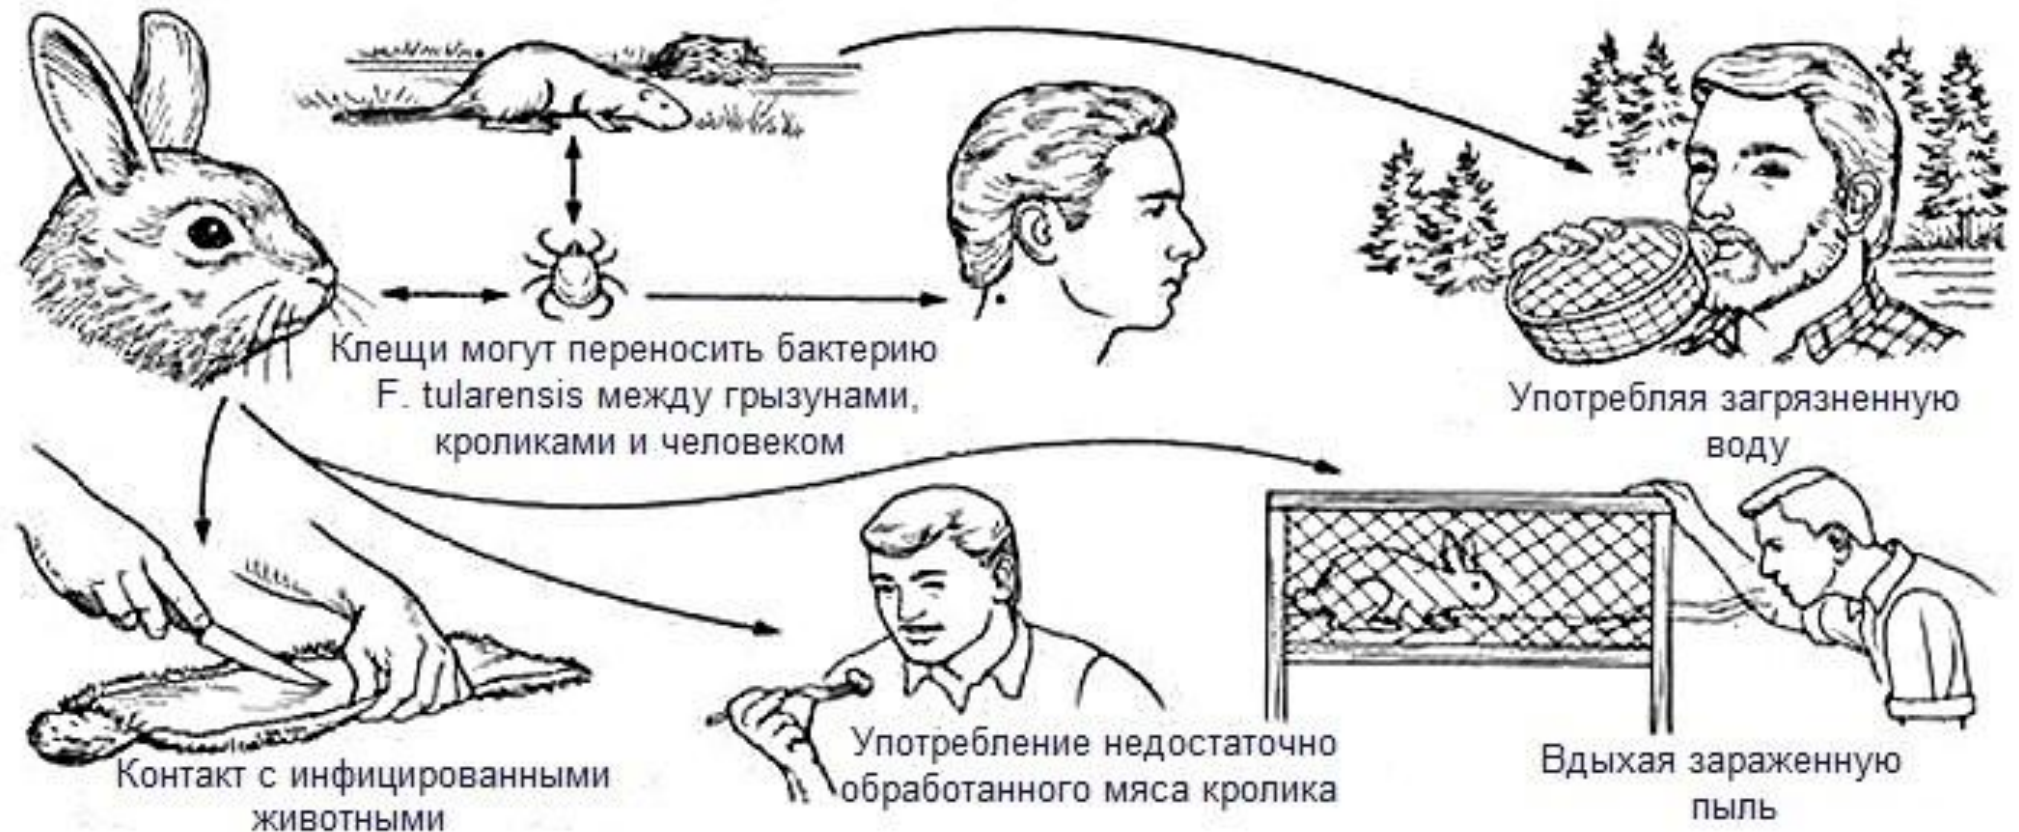 Клещи могут переносить бактерию
F. tularensis между грызунами,
кроликами и человеком
Употребляя загрязненную
воду
Контакт с инфицированными
животными
Употребление недостаточно
обработанного мяса кролика
Вдыхая зараженную
пыль